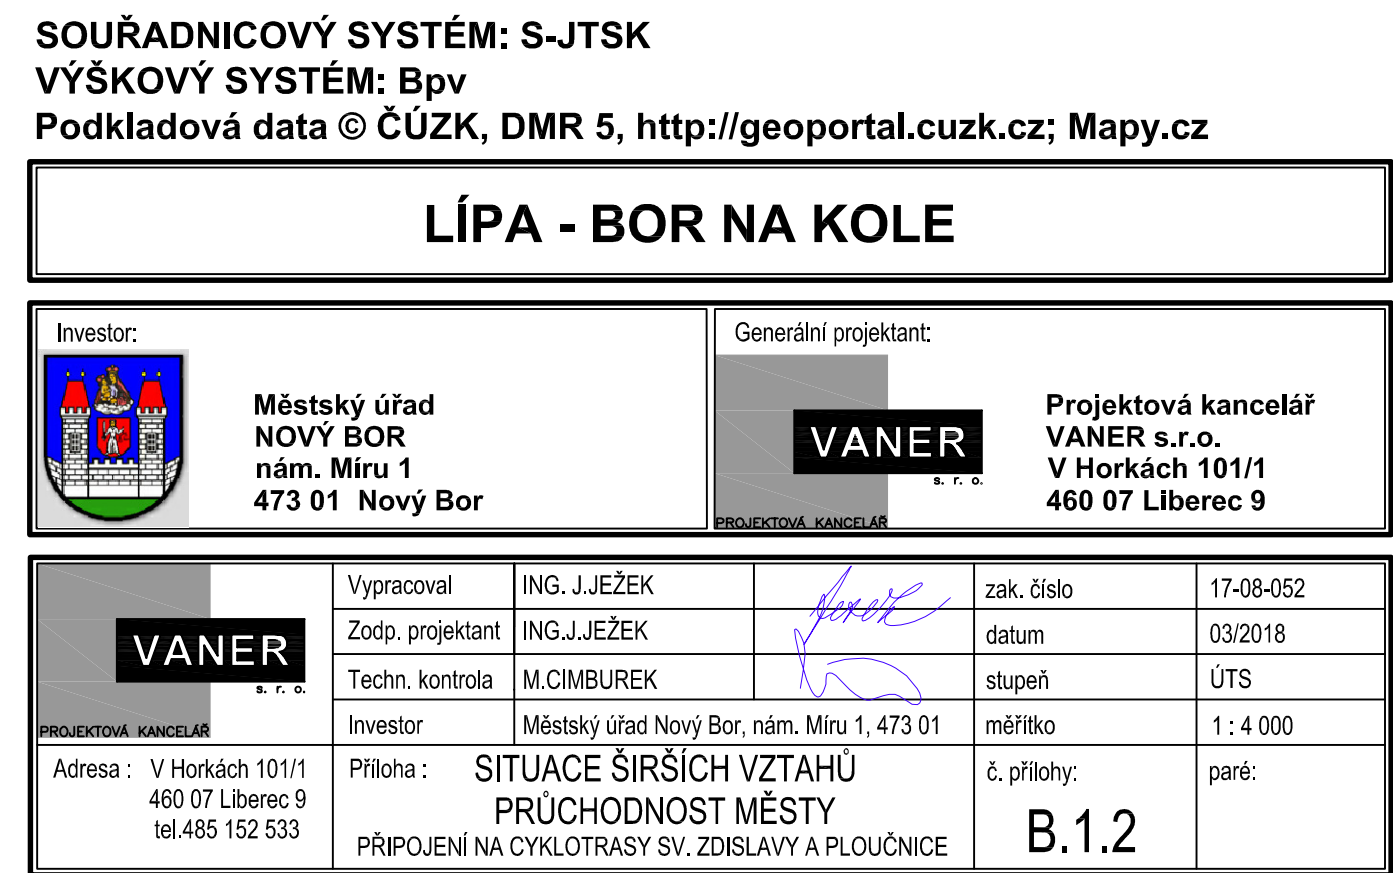 SOUŘADNICOVÝ SYSTÉM: S-JTSK
VÝŠKOVÝ SYSTÉM: Bpv
Podkladová data © ČÚZK, DMR 5, http://geoportal.cuzk.cz; Mapy.cz
LÍPA - BOR NA KOLE
Investor:
Městský úřad
NOVÝ BOR
nám. Míru 1
473 01 Nový Bor
Generální projektant:
VANER
s. r. o.
PROJEKTOVÁ KANCELÁŘ
Projektová kancelář
VANER s.r.o.
V Horkách 101/1
460 07 Liberec 9
VANER
s. r. o.
PROJEKTOVÁ KANCELÁŘ
Vypracoval ING. J.JEŽEK zak. číslo 17-08-052
Zodp. projektant ING.J.JEŽEK datum 03/2018
Techn. kontrola M.CIMBUREK stupeň ÚTS
Investor Městský úřad Nový Bor, nám. Míru 1, 473 01 měřítko 1 : 4 000
Adresa : V Horkách 101/1
460 07 Liberec 9
tel.485 152 533
Příloha : SITUACE ŠIRŠÍCH VZTAHŮ
PRŮCHODNOST MĚSTY
PŘIPOJENÍ NA CYKLOTRASY SV. ZDISLAVY A PLOUČNICE
č. přílohy:
B.1.2
paré: